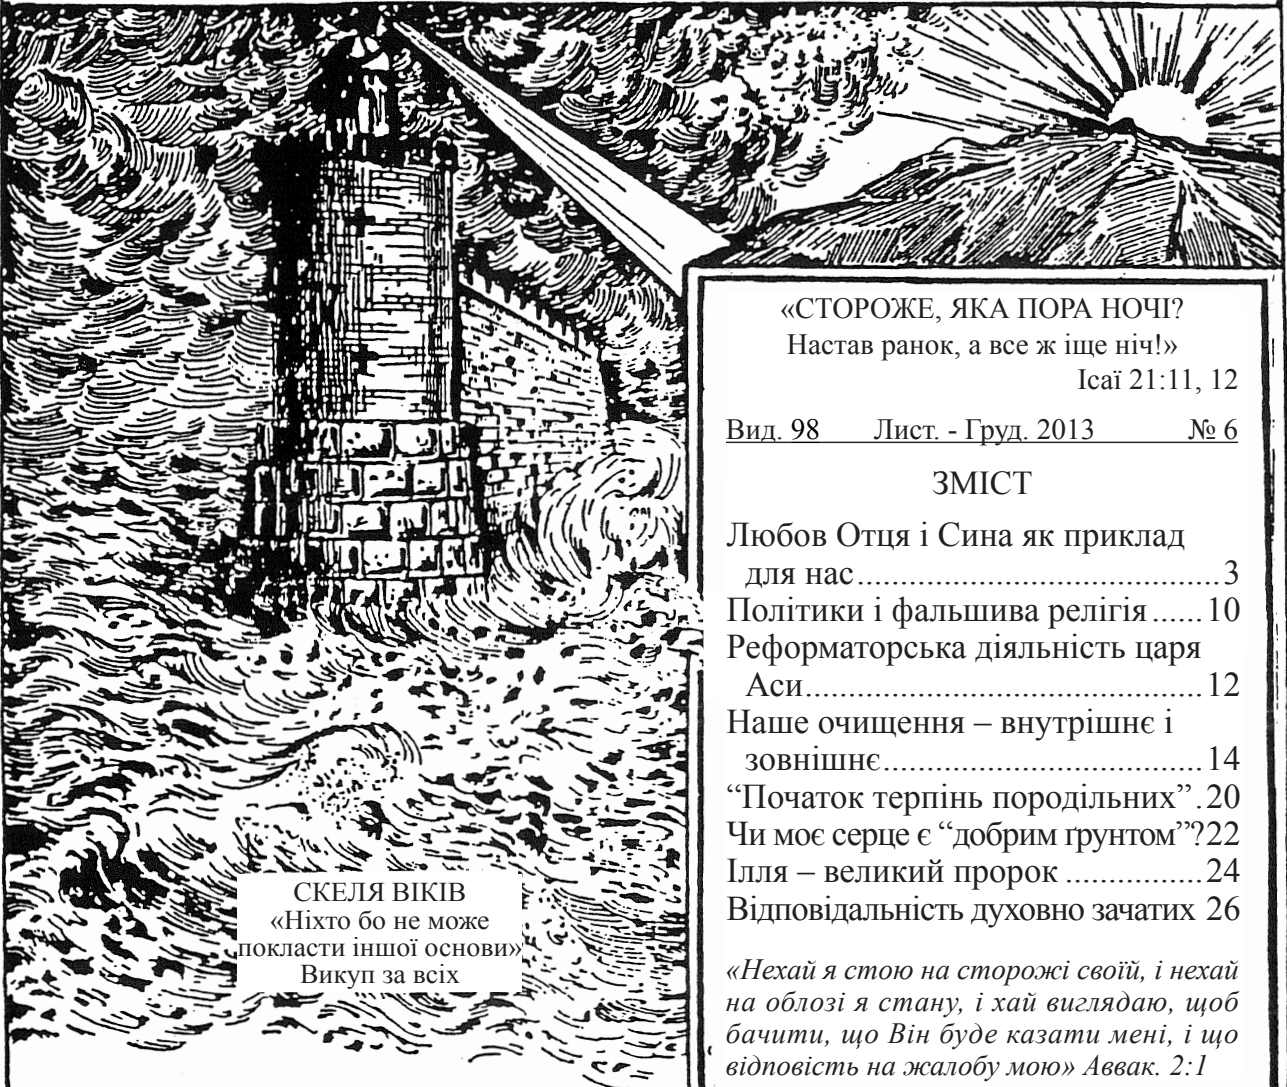 «СТОРОЖЕ, ЯКА ПОРА НОЧІ?
Настав ранок, а все ж іще ніч!»
Ісаї 21:11, 12
Вид. 98 Лист. - Груд. 2013 № 6
ЗМІСТ
Любов Отця і Сина як приклад
для нас....................................3
Політики і фальшива релігія......10
Реформаторська діяльність царя
Аси........................................12
Наше очищення – внутрішнє і
зовнішнє................................14
“Початок терпінь породільних”.20
Чи моє серце є “добрим ґрунтом”?22
Ілля – великий пророк ................24
Відповідальність духовно зачатих 26
«Нехай я стою на сторожі своїй, і нехай
на облозі я стану, і хай виглядаю, щоб
бачити, що Він буде казати мені, і що
відповість на жалобу мою» Аввак. 2:1
СКЕЛЯ ВІКІВ
«Ніхто бо не може
покласти іншої основи»
Викуп за всіх